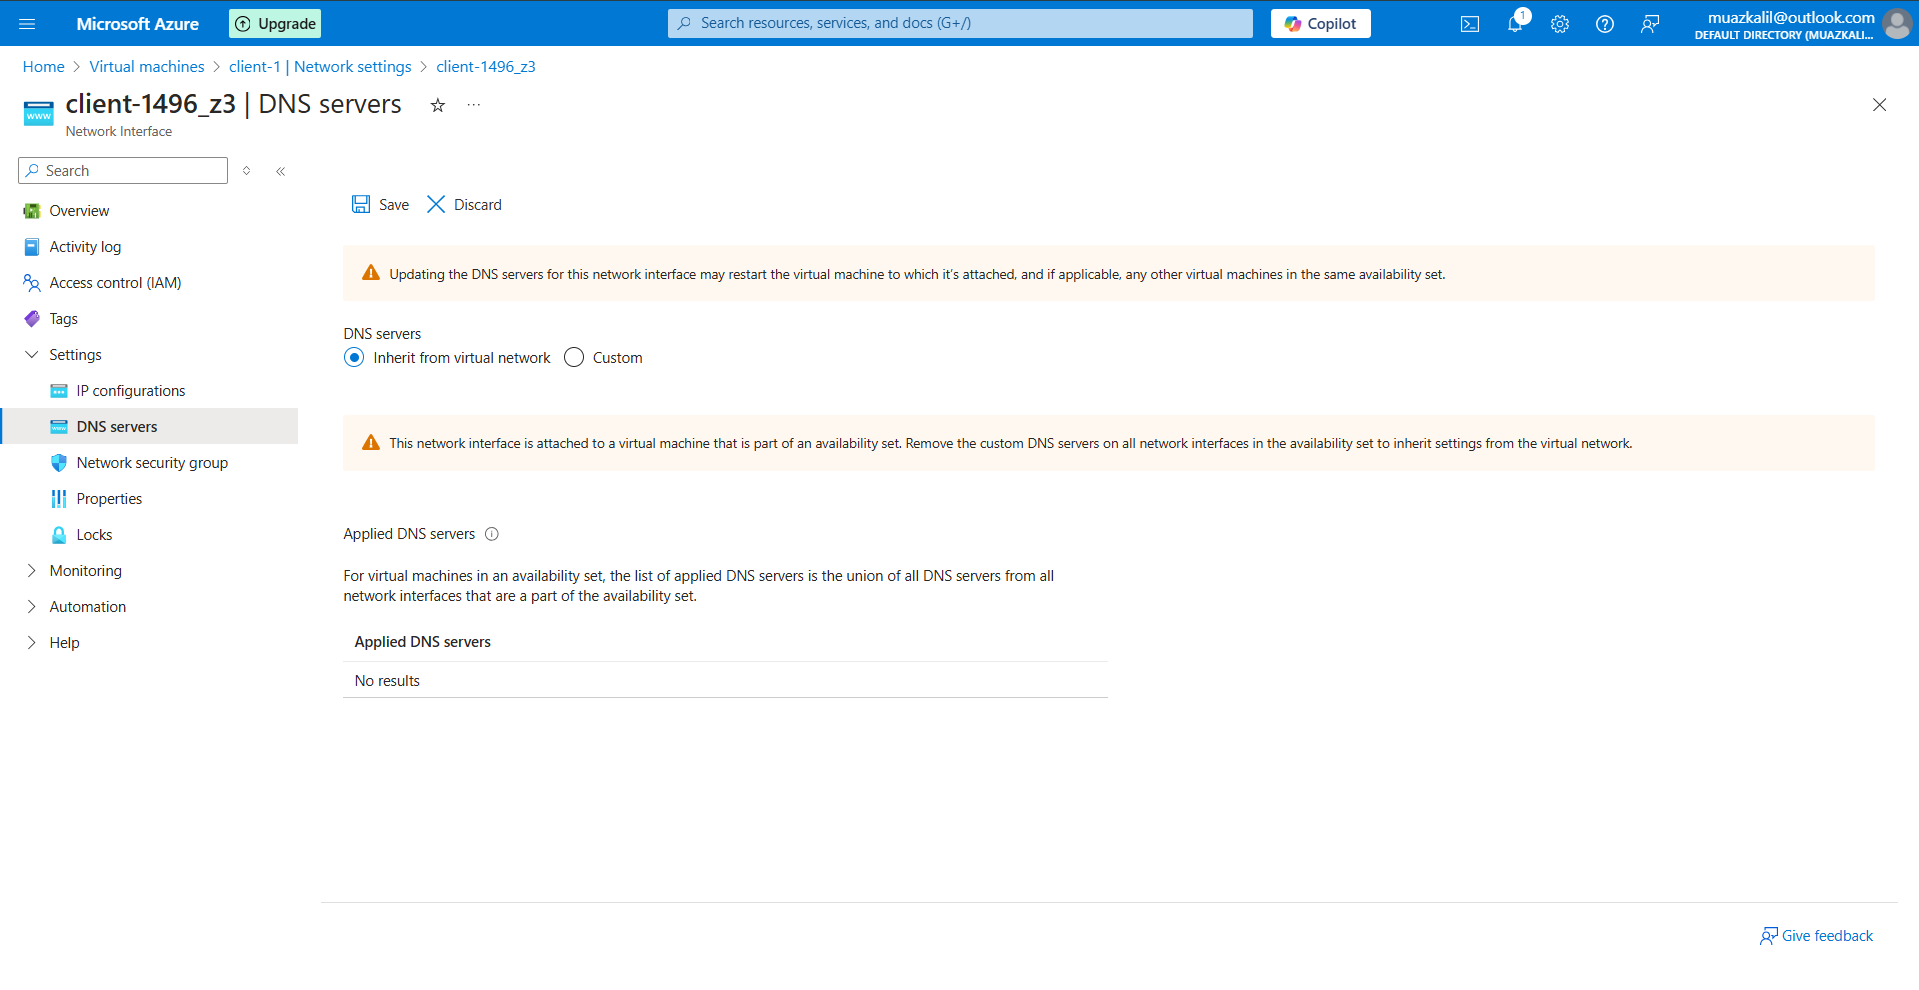 Microsoft Azure
Upgrade
Search resources, services, and docs (G+/)
Copilot
1
muazkalil@outlook.com
DEFAULT DIRECTORY (MUAZKALI...
Home > Virtual machines > client-1 | Network settings > client-1496_z3
client-1496_z3 | DNS servers
Network Interface
Search
Overview
Activity log
Access control (IAM)
Tags
Settings
IP configurations
DNS servers
Network security group
Properties
Locks
Monitoring
Automation
Help
Save
Discard
Updating the DNS servers for this network interface may restart the virtual machine to which it's attached, and if applicable, any other virtual machines in the same availability set.
DNS servers
Inherit from virtual network
Custom
This network interface is attached to a virtual machine that is part of an availability set. Remove the custom DNS servers on all network interfaces in the availability set to inherit settings from the virtual network.
Applied DNS servers
For virtual machines in an availability set, the list of applied DNS servers is the union of all DNS servers from all
network interfaces that are a part of the availability set.
Applied DNS servers
No results
Give feedback